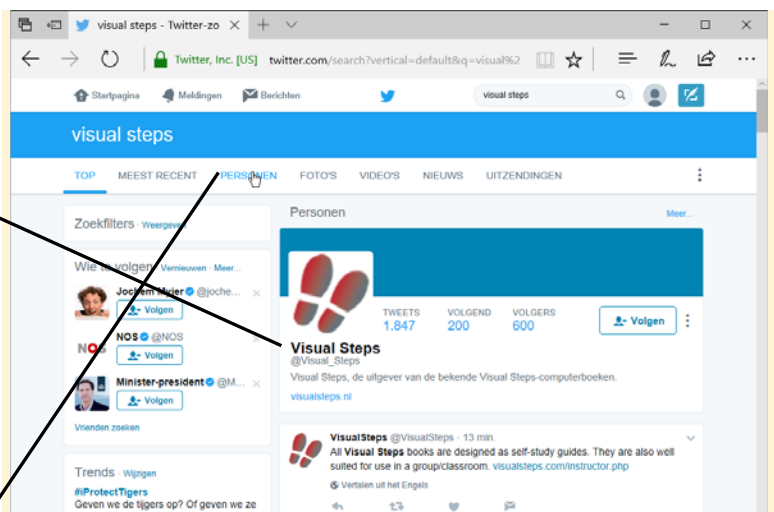 visual steps - Twitter-zo
Twitter, Inc. [US] twitter.com/search?vertical=default&q=visual%2
Startpagina Meldingen Berichten visual steps
visual steps
TOP MEEST RECENT PERSONEN FOTO'S VIDEO'S NIEUWS UITZENDINGEN
Zoekfilters · Weergeven
Wie te volgen · Vernieuwen · Meer...
Jochem Myjer @joche...
Volgen
NOS @NOS
Volgen
Minister-president @M...
Volgen
Vrienden zoeken
Trends · Wijzigen
#iProtectTigers
Geven we de tijgers op? Of geven we ze
Personen Meer...
TWEETS VOLGEND VOLGERS
1.847 200 600
Volgen
Visual Steps
@Visual_Steps
Visual Steps, de uitgever van de bekende Visual Steps-computerboeken.
visualsteps.nl
VisualSteps @VisualSteps · 13 min.
All Visual Steps books are designed as self-study guides. They are also well
suited for use in a group/classroom. visualsteps.com/instructor.php
Vertalen uit het Engels